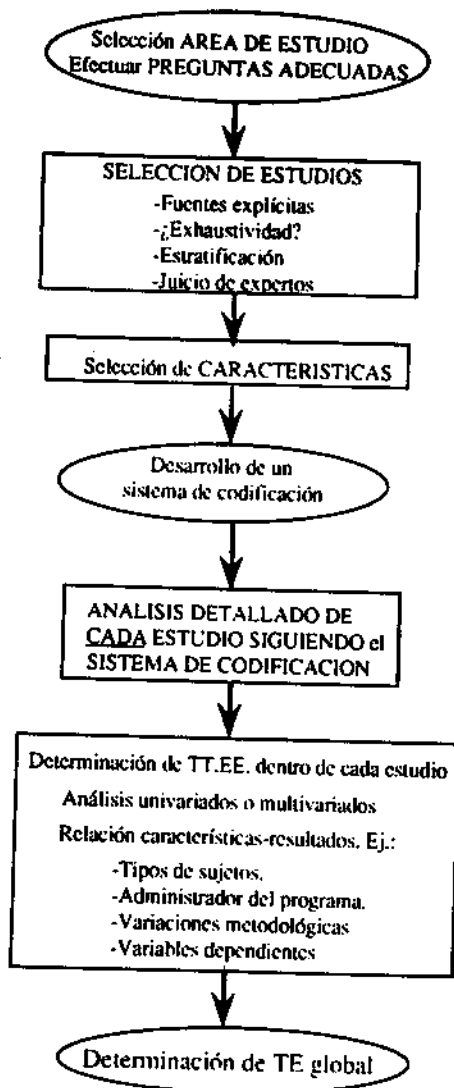 Selección AREA DE ESTUDIO
Efectuar PREGUNTAS ADECUADAS
SELECCION DE ESTUDIOS
-Fuentes explícitas
-¿Exhaustividad?
-Estratificación
-Juicio de expertos
Selección de CARACTERISTICAS
Desarrollo de un
sistema de codificación
ANALISIS DETALLADO DE
CADA ESTUDIO SIGUIENDO el
SISTEMA DE CODIFICACION
Determinación de TT.EE. dentro de cada estudio
Análisis univariados o multivariados
Relación características-resultados. Ej.:
-Tipos de sujetos.
-Administrador del programa.
-Variaciones metodológicas
-Variables dependientes
Determinación de TE global